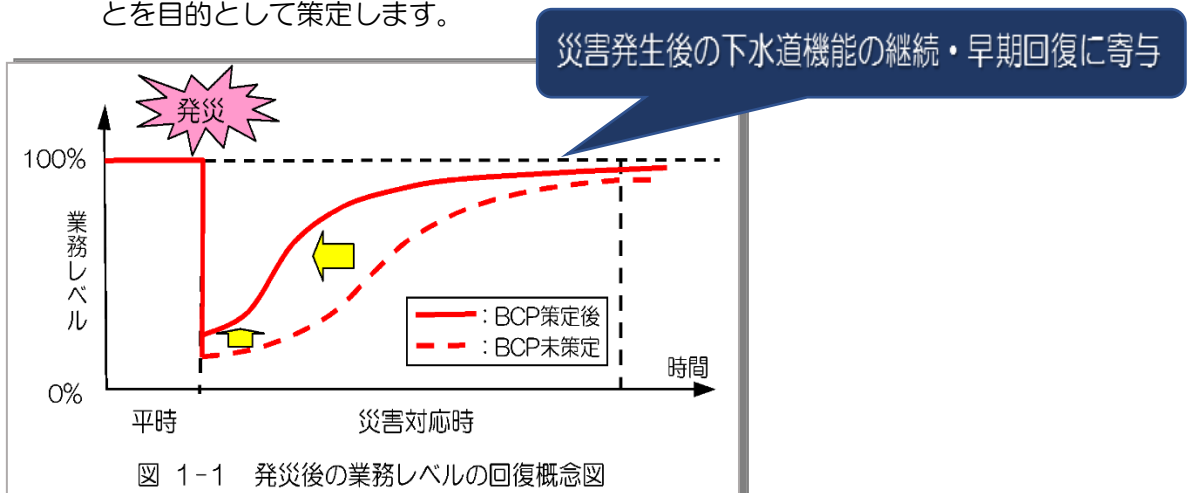 とを目的として策定します。
災害発生後の下水道機能の継続・早期回復に寄与
発災
100%
業務レベル
：BCP策定後
：BCP未策定
時間
0%
平時
災害対応時
図 1-1 発災後の業務レベルの回復概念図